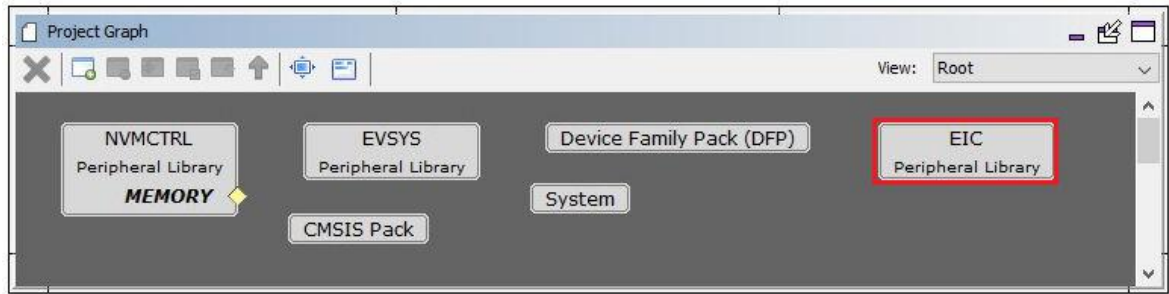 Project Graph
View: Root
NVMCTRL
Peripheral Library
MEMORY
EVSYS
Peripheral Library
Device Family Pack (DFP)
EIC
Peripheral Library
System
CMSIS Pack